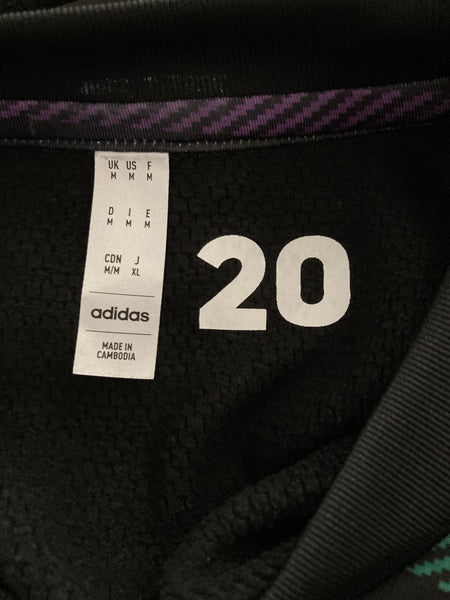 UK US F
M M M
D I E
M M M
CDN J
M/M XL
adidas
MADE IN
CAMBODIA
20